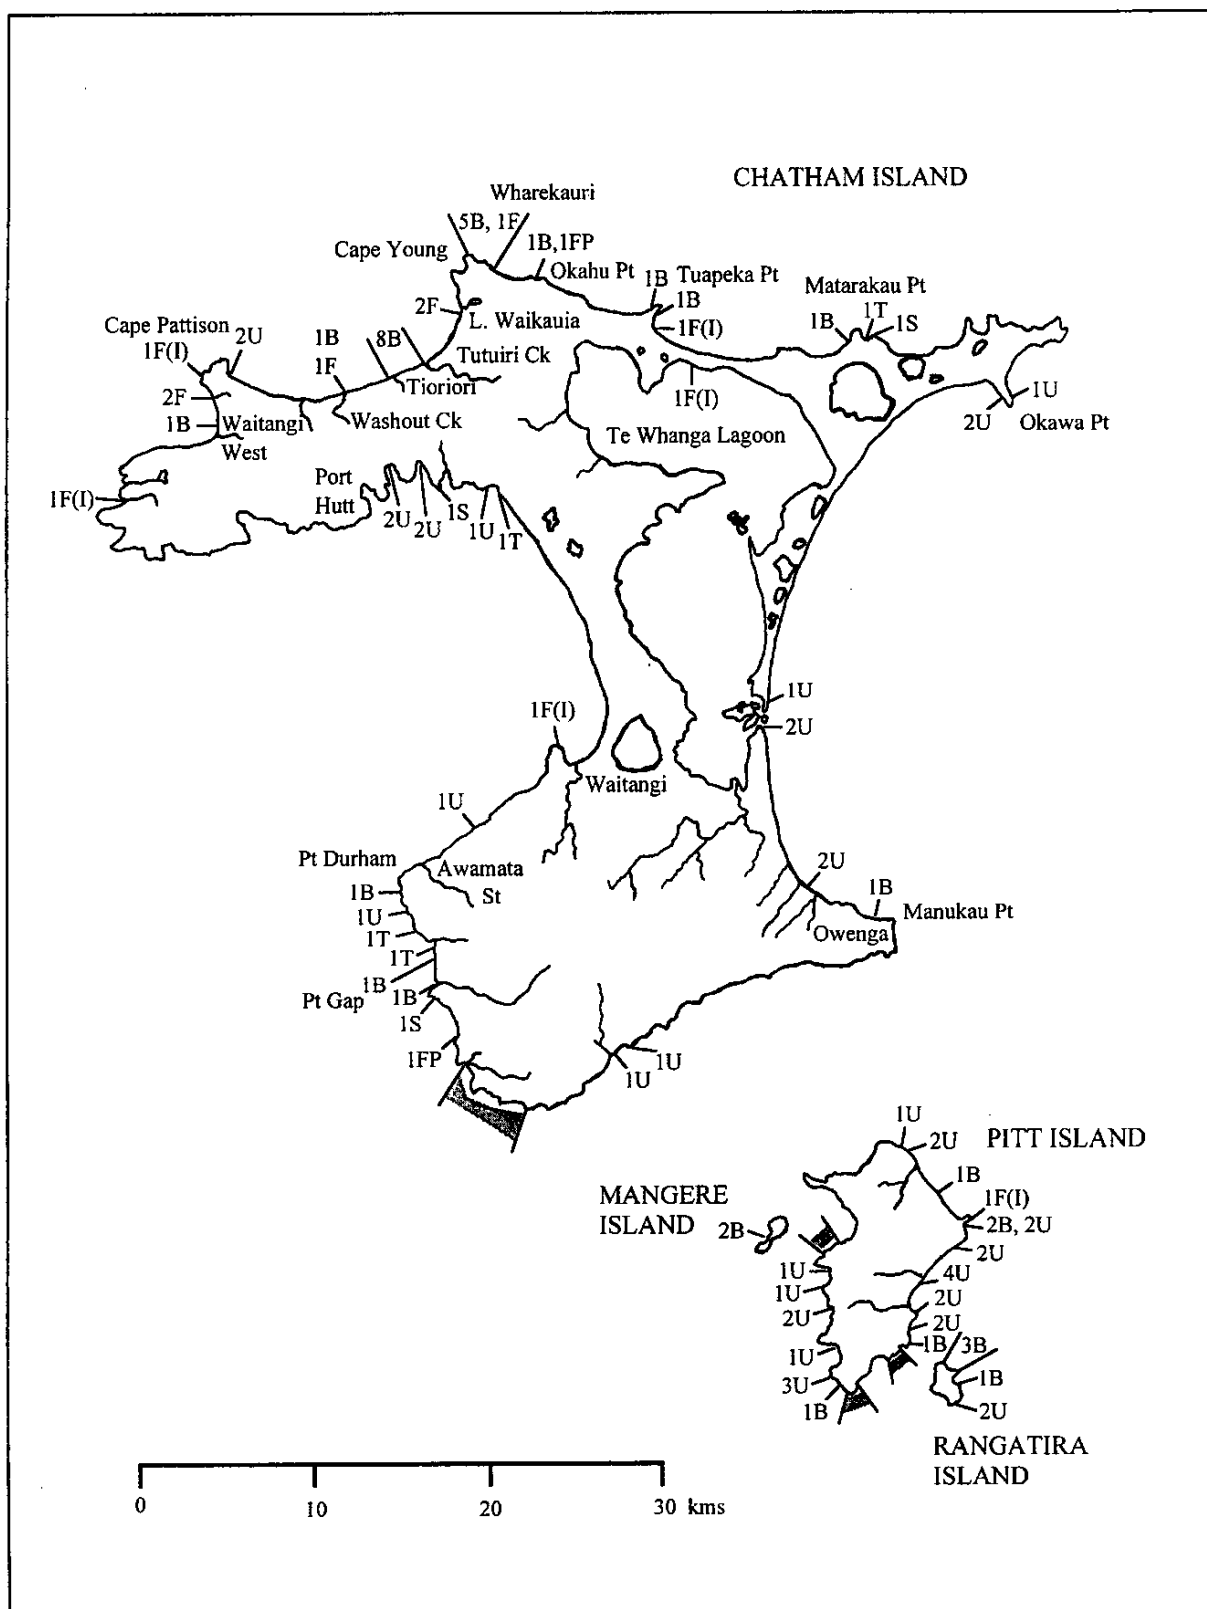 CHATHAM ISLAND
Wharekauri
5B, 1F
Cape Young
1B,1FP
Okahu Pt
1B
Tuapeka Pt
1B
1F(I)
Matarakau Pt
1B
1T
1S
2F
L. Waikauia
Cape Pattison
1F(I)
2U
1B
1F
8B
Tutuiri Ck
Tioriori
2F
1B
Waitangi
West
Washout Ck
1F(I)
Te Whanga Lagoon
1U
2U
Okawa Pt
1F(I)
Port
Hutt
2U
2U
1S
1U
1T
1U
2U
1F(I)
Waitangi
1U
Pt Durham
Awamata
St
1B
1U
1T
1T
1B
Pt Gap
1B
1S
1FP
2U
1B
Manukau Pt
Owenga
1U
1U
1U
2U
PITT ISLAND
1B
1F(I)
2B, 2U
2U
4U
2U
2U
1B
MANGERE
ISLAND
2B
1U
1U
2U
1U
3U
1B
3B
1B
2U
RANGATIRA
ISLAND
0
10
20
30 kms